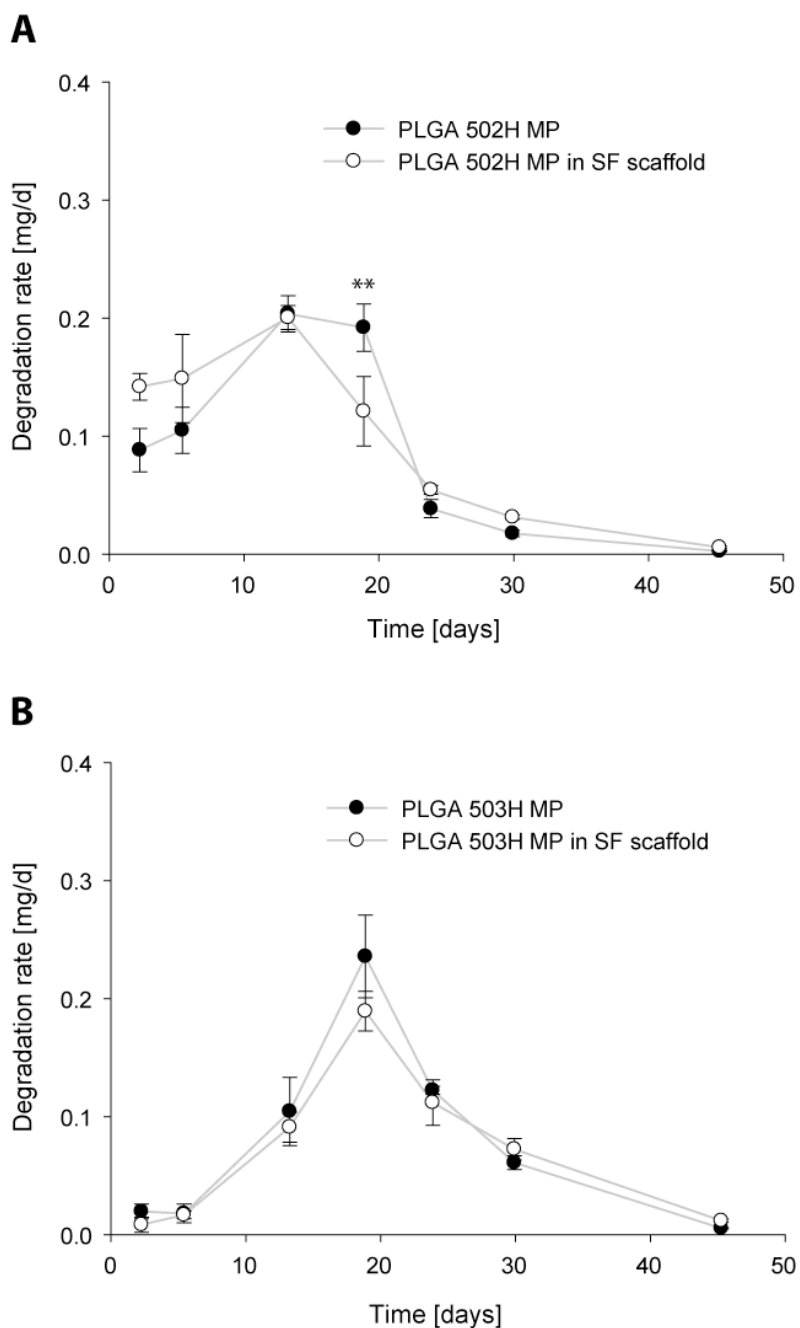 A
0.4
PLGA 502H MP
PLGA 502H MP in SF scaffold
0.3
**
0.2
0.1
0.0
Degradation rate [mg/d]
0 10 20 30 40 50
Time [days]
B
0.4
PLGA 503H MP
PLGA 503H MP in SF scaffold
0.3
0.2
0.1
0.0
Degradation rate [mg/d]
0 10 20 30 40 50
Time [days]